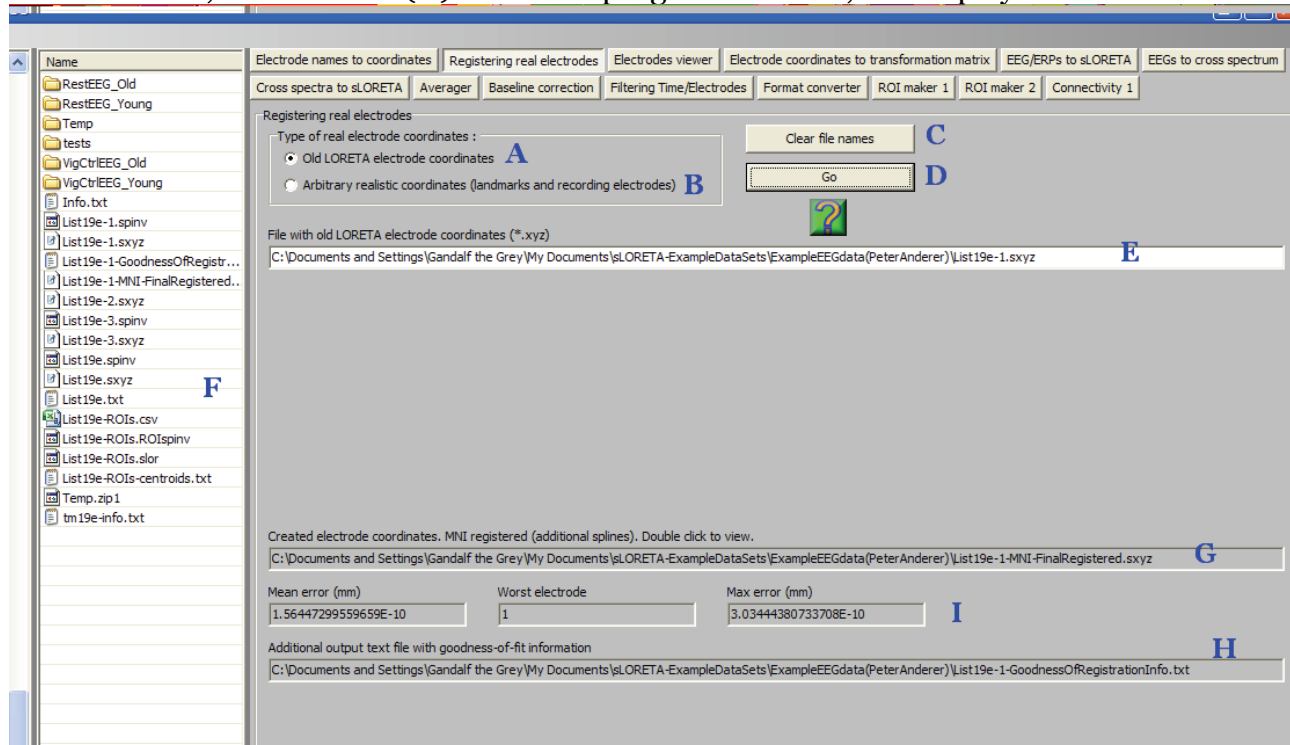 Name
RestEEG_Old
RestEEG_Young
Temp
tests
VigCtrlEEG_Old
VigCtrlEEG_Young
Info.txt
List19e-1.spinv
List19e-1.sxyz
List19e-1-GoodnessOfRegistr...
List19e-1-MNI-FinalRegistered...
List19e-2.sxyz
List19e-3.spinv
List19e-3.sxyz
List19e.spinv
List19e.sxyz
F
List19e.txt
List19e-ROIs.csv
List19e-ROIs.ROIspinv
List19e-ROIs.slor
List19e-ROIs-centroids.txt
Temp.zip1
tm19e-info.txt
Electrode names to coordinates Registering real electrodes Electrodes viewer Electrode coordinates to transformation matrix EEG/ERPs to sLORETA EEGs to cross spectrum
Cross spectra to sLORETA Averager Baseline correction Filtering Time/Electrodes Format converter ROI maker 1 ROI maker 2 Connectivity 1
Registering real electrodes
Type of real electrode coordinates :
Old LORETA electrode coordinates A
Arbitrary realistic coordinates (landmarks and recording electrodes) B
Clear file names C
Go D
?
File with old LORETA electrode coordinates (*.xyz)
C:\Documents and Settings\Gandalf the Grey\My Documents\sLORETA-ExampleDataSets\ExampleEEGdata(PeterAnderer)\List19e-1.sxyz E
Created electrode coordinates. MNI registered (additional splines). Double click to view.
C:\Documents and Settings\Gandalf the Grey\My Documents\sLORETA-ExampleDataSets\ExampleEEGdata(PeterAnderer)\List19e-1-MNI-FinalRegistered.sxyz G
Mean error (mm) Worst electrode Max error (mm)
1.56447299559659E-10 1 3.03444380733708E-10 I
Additional output text file with goodness-of-fit information H
C:\Documents and Settings\Gandalf the Grey\My Documents\sLORETA-ExampleDataSets\ExampleEEGdata(PeterAnderer)\List19e-1-GoodnessOfRegistrationInfo.txt